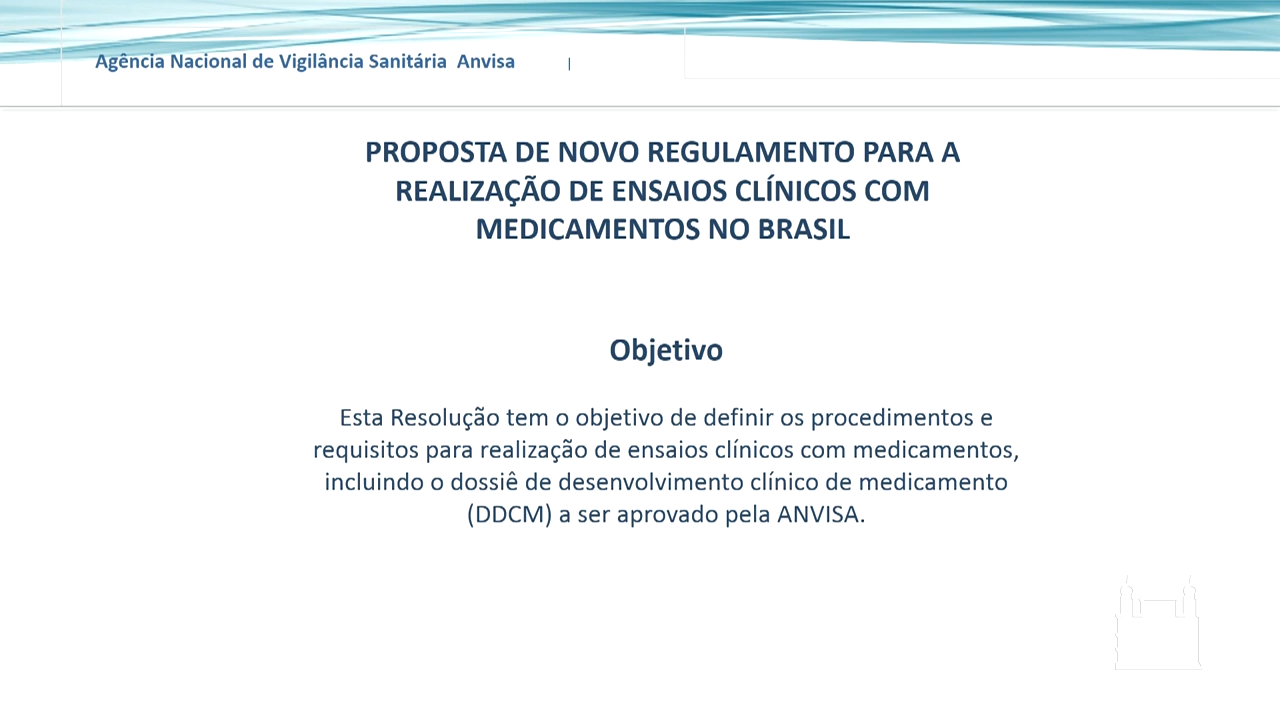 Agência Nacional de Vigilância Sanitária Anvisa |
PROPOSTA DE NOVO REGULAMENTO PARA A
REALIZAÇÃO DE ENSAIOS CLÍNICOS COM
MEDICAMENTOS NO BRASIL
Objetivo
Esta Resolução tem o objetivo de definir os procedimentos e
requisitos para realização de ensaios clínicos com medicamentos,
incluindo o dossiê de desenvolvimento clínico de medicamento
(DDCM) a ser aprovado pela ANVISA.